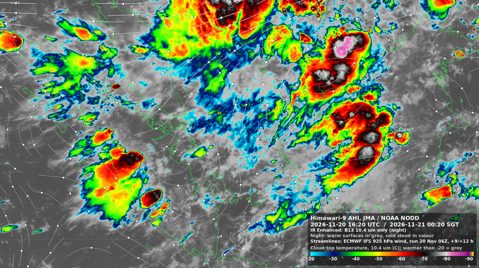 Himawari-9 AHI, JMA / NOAA NODD
2026-11-20 16:20 UTC / 2026-11-21 00:20 SGT
IR Enhanced: B13 10.4 um only (night)
Night: warm surfaces in grey, cold cloud in colour
Streamlines: ECMWF IFS 925 hPa wind, run 20 Nov 06Z, +9/+12 h
Cloud-top temperature, 10.4 um (C); warmer than -20 = grey
-20 -30 -40 -50 -60 -70 -80 -90